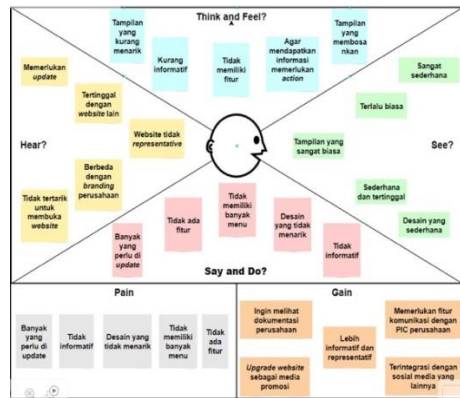 Think and Feel?
Tampilan
yang
kurang
menarik
Kurang
informatif
Tidak
memiliki
fitur
Agar
mendapatkan
informasi
memerlukan
action
Tampilan
yang
membosa
nkan
Hear?
Memerlukan
update
Tertinggal
dengan
website lain
Website tidak
representative
Berbeda
dengan
branding
perusahaan
Tidak tertarik
untuk
membuka
website
See?
Sangat
sederhana
Terlalu biasa
Tampilan yang
sangat biasa
Sederhana
dan tertinggal
Desain yang
sederhana
Banyak
yang
perlu di
update
Tidak ada
fitur
Tidak
memiliki
banyak
menu
Desain
yang tidak
menarik
Tidak
informatif
Say and Do?
Pain
Banyak
yang
perlu di
update
Tidak
informatif
Desain yang
tidak menarik
Tidak
memiliki
banyak
menu
Tidak
ada
fitur
Gain
Ingin melihat
dokumentasi
perusahaan
Memerlukan fitur
komunikasi dengan
PIC perusahaan
Lebih
informatif dan
representatif
Upgrade website
sebagai media
promosi
Terintegrasi dengan
sosial media yang
lainnya